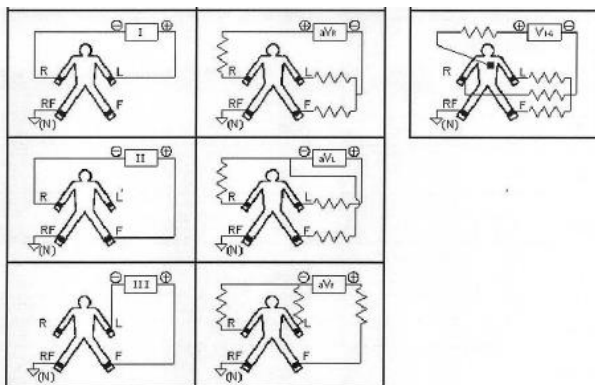 ⊖ I ⊕
R L
RF F
(N)
⊕ aVR ⊖
R L
RF F
(N)
⊕ V1-6 ⊖
R L
RF F
(N)
⊖ II ⊕
R L'
RF F
(N)
⊖ aVL ⊕
R L
RF F
(N)
⊖ III ⊕
R L
RF F
(N)
⊖ aVF ⊕
R L
RF F
(N)